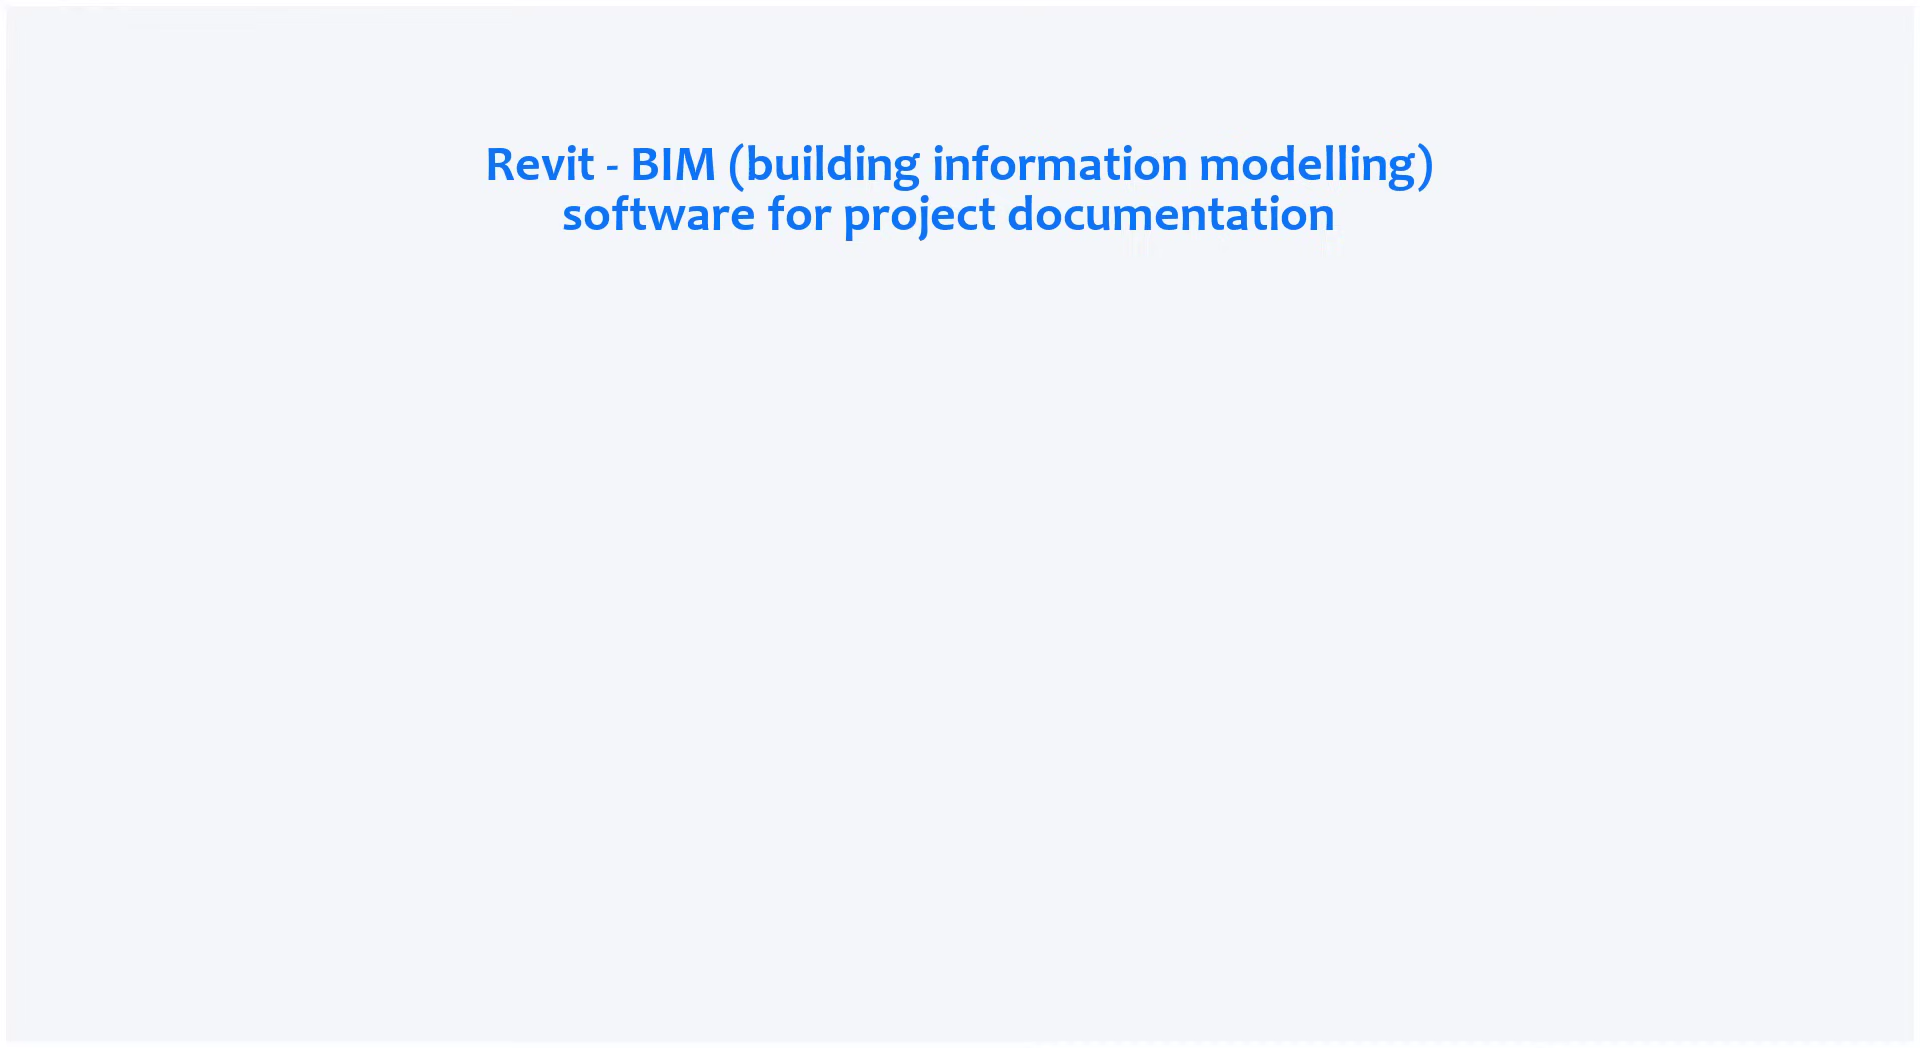 Revit - BIM (building information modelling)
software for project documentation